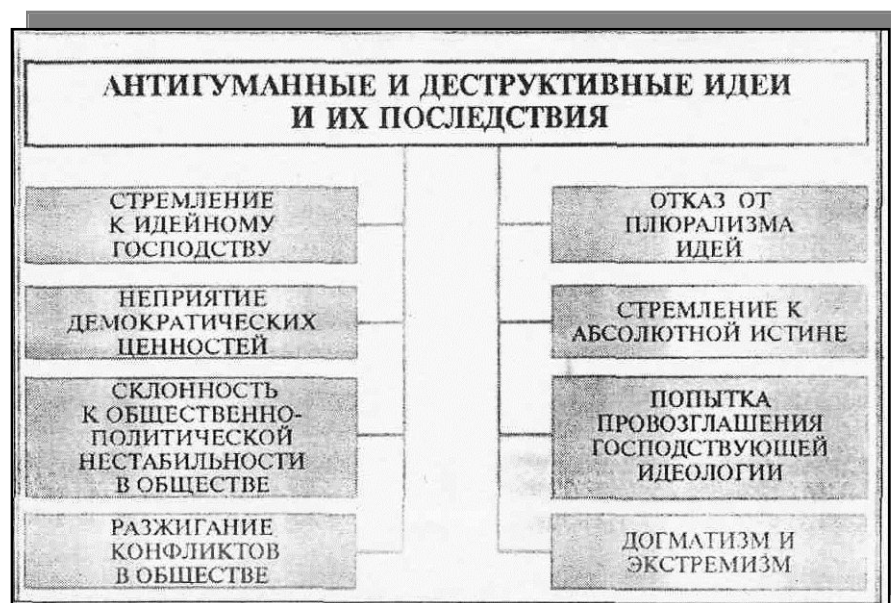 АНТИГУМАННЫЕ И ДЕСТРУКТИВНЫЕ ИДЕИ
И ИХ ПОСЛЕДСТВИЯ
СТРЕМЛЕНИЕ
К ИДЕЙНОМУ
ГОСПОДСТВУ
НЕПРИЯТИЕ
ДЕМОКРАТИЧЕСКИХ
ЦЕННОСТЕЙ
СКЛОННОСТЬ
К ОБЩЕСТВЕННО-
ПОЛИТИЧЕСКОЙ
НЕСТАБИЛЬНОСТИ
В ОБЩЕСТВЕ
РАЗЖИГАНИЕ
КОНФЛИКТОВ
В ОБЩЕСТВЕ
ОТКАЗ ОТ
ПЛЮРАЛИЗМА
ИДЕЙ
СТРЕМЛЕНИЕ К
АБСОЛЮТНОЙ ИСТИНЕ
ПОПЫТКА
ПРОВОЗГЛАШЕНИЯ
ГОСПОДСТВУЮЩЕЙ
ИДЕОЛОГИИ
ДОГМАТИЗМ И
ЭКСТРЕМИЗМ